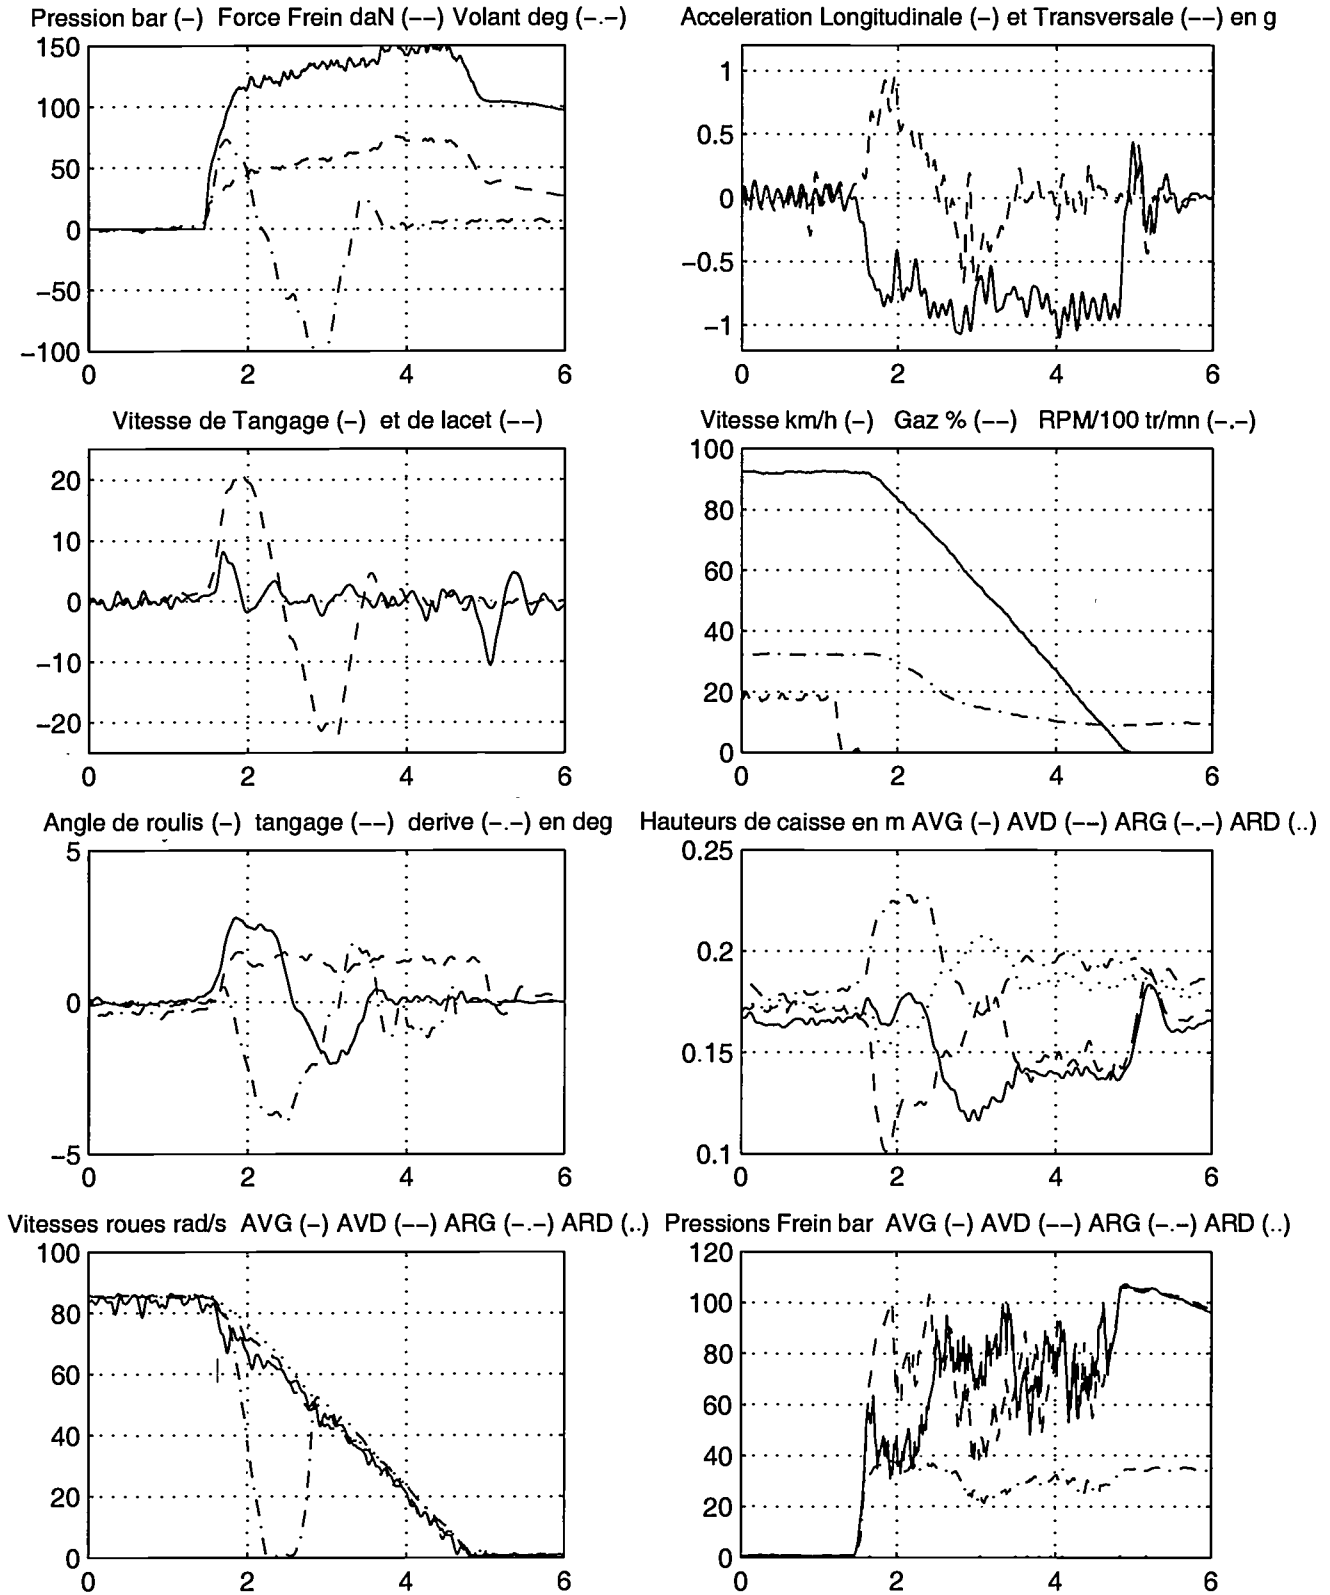 Pression bar (−) Force Frein daN (−−) Volant deg (−.−)
150
100
50
0
−50
−100
0 2 4 6
Acceleration Longitudinale (−) et Transversale (−−) en g
1
0.5
0
−0.5
−1
0 2 4 6
Vitesse de Tangage (−) et de lacet (−−)
20
10
0
−10
−20
0 2 4 6
Vitesse km/h (−) Gaz % (−−) RPM/100 tr/mn (−.−)
100
80
60
40
20
0
0 2 4 6
Angle de roulis (−) tangage (−−) derive (−.−) en deg
5
0
−5
0 2 4 6
Hauteurs de caisse en m AVG (−) AVD (−−) ARG (−.−) ARD (..)
0.25
0.2
0.15
0.1
0 2 4 6
Vitesses roues rad/s AVG (−) AVD (−−) ARG (−.−) ARD (..)
100
80
60
40
20
0
0 2 4 6
Pressions Frein bar AVG (−) AVD (−−) ARG (−.−) ARD (..)
120
100
80
60
40
20
0
0 2 4 6